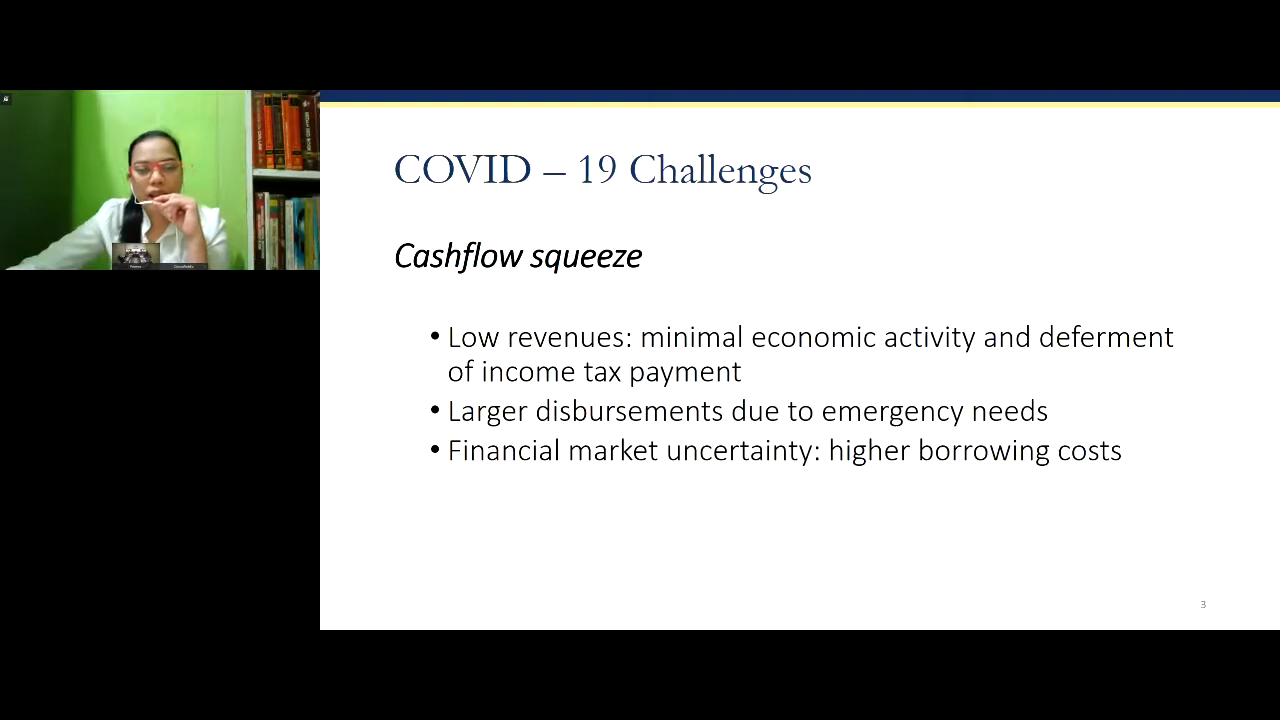 COVID – 19 Challenges
Cashflow squeeze
• Low revenues: minimal economic activity and deferment
of income tax payment
• Larger disbursements due to emergency needs
• Financial market uncertainty: higher borrowing costs
3